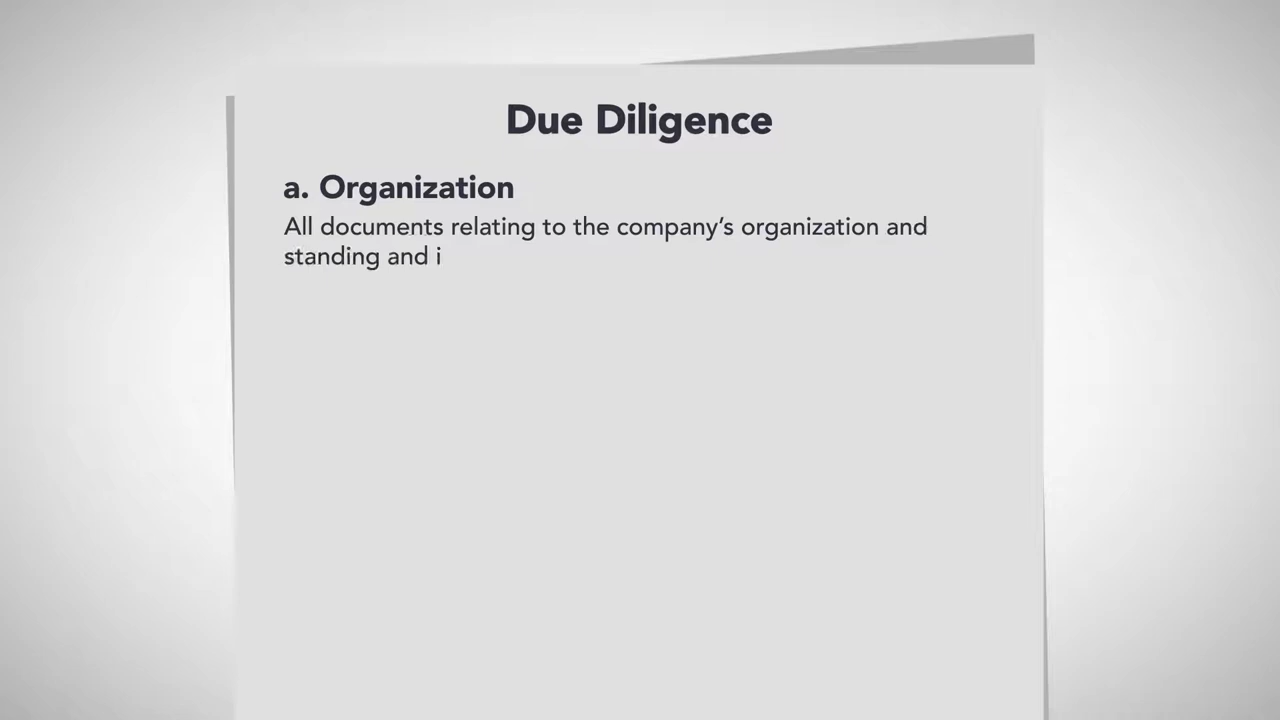 Due Diligence
a. Organization
All documents relating to the company’s organization and
standing and i